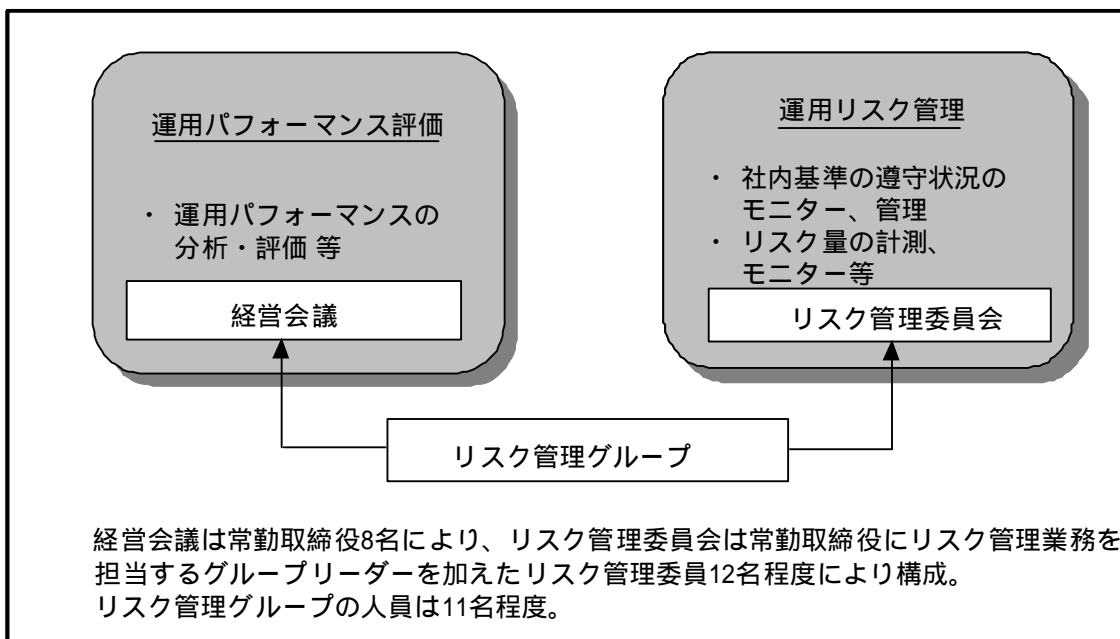 運用パフォーマンス評価
・ 運用パフォーマンスの
分析・評価 等
経営会議
運用リスク管理
・ 社内基準の遵守状況の
モニター、管理
・ リスク量の計測、
モニター等
リスク管理委員会
リスク管理グループ
経営会議は常勤取締役8名により、リスク管理委員会は常勤取締役にリスク管理業務を
担当するグループリーダーを加えたリスク管理委員12名程度により構成。
リスク管理グループの人員は11名程度。